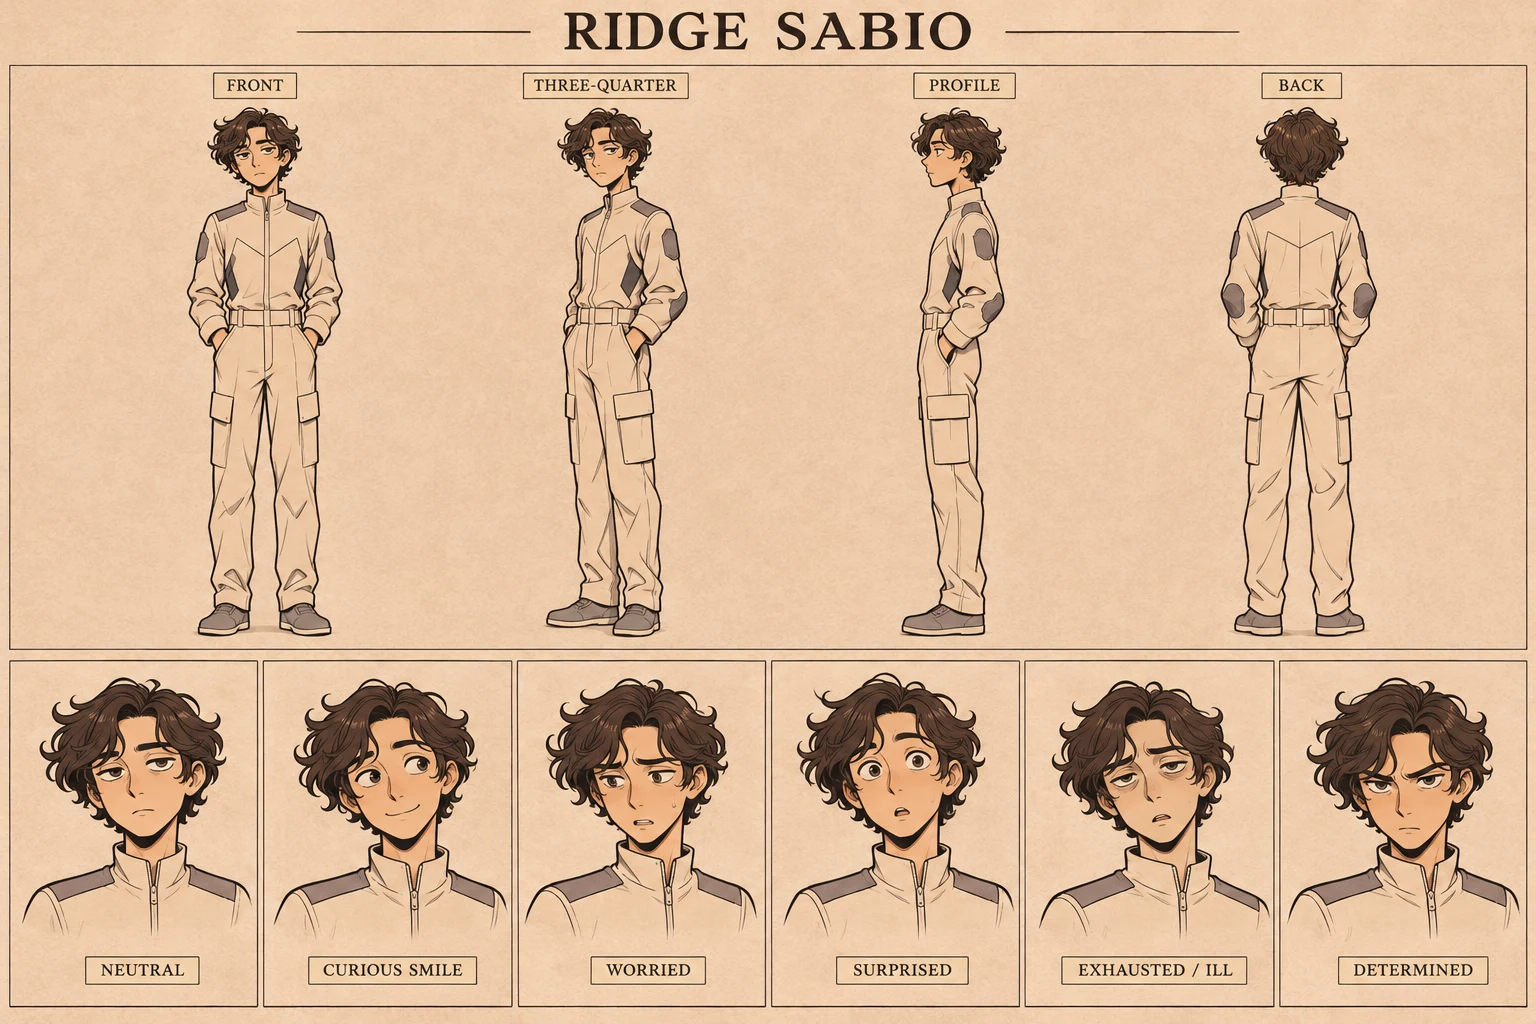 RIDGE SABIO
FRONT
THREE-QUARTER
PROFILE
BACK
NEUTRAL
CURIOUS SMILE
WORRIED
SURPRISED
EXHAUSTED / ILL
DETERMINED